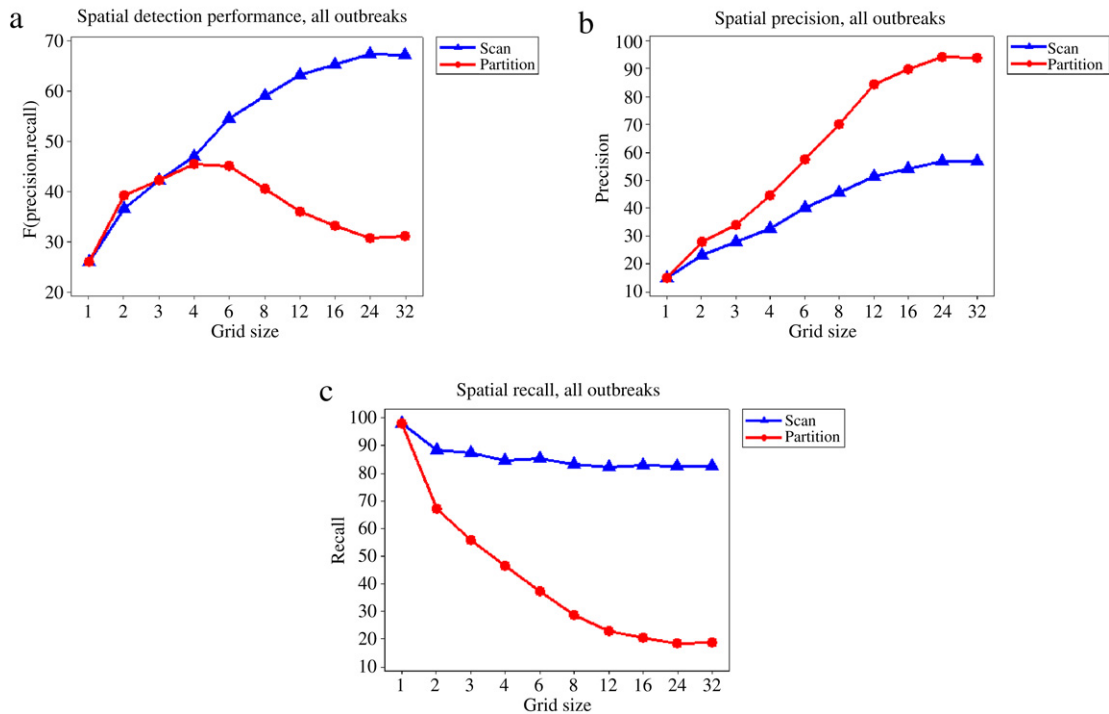 a
Spatial detection performance, all outbreaks
70
60
50
40
30
20
F(precision,recall)
1 2 3 4 6 8 12 16 24 32
Grid size
Scan
Partition
b
Spatial precision, all outbreaks
100
90
80
70
60
50
40
30
20
10
Precision
1 2 3 4 6 8 12 16 24 32
Grid size
Scan
Partition
c
Spatial recall, all outbreaks
100
90
80
70
60
50
40
30
20
10
Recall
1 2 3 4 6 8 12 16 24 32
Grid size
Scan
Partition